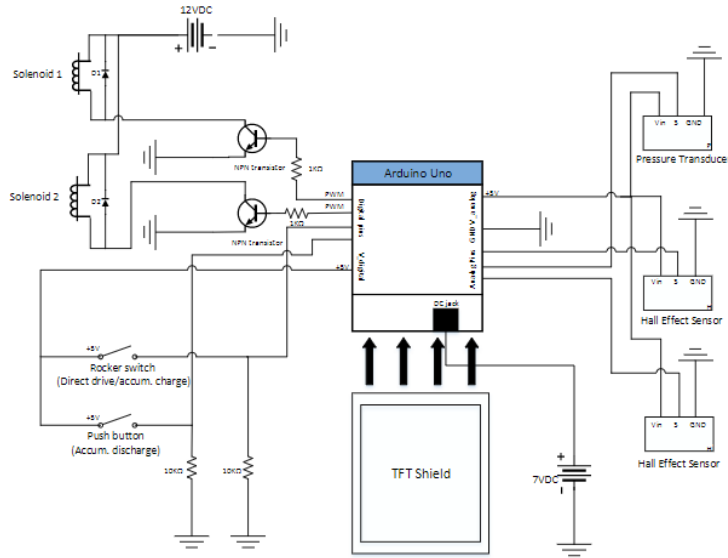 12VDC
+
-
Solenoid 1
D1
NPN transistor
1KΩ
Solenoid 2
D2
NPN transistor
1KΩ
PWM
PWM
+5V
Arduino Uno
Digital pins
V_digital
GND
V_analog
Analog Pins
+5V
DC jack
Vin S GND
P
Pressure Transduce
Vin S GND
H
Hall Effect Sensor
Vin S GND
H
Hall Effect Sensor
+5V
Rocker switch
(Direct drive/accum. charge)
+5V
Push button
(Accum. discharge)
10KΩ
10KΩ
TFT Shield
+
7VDC
-